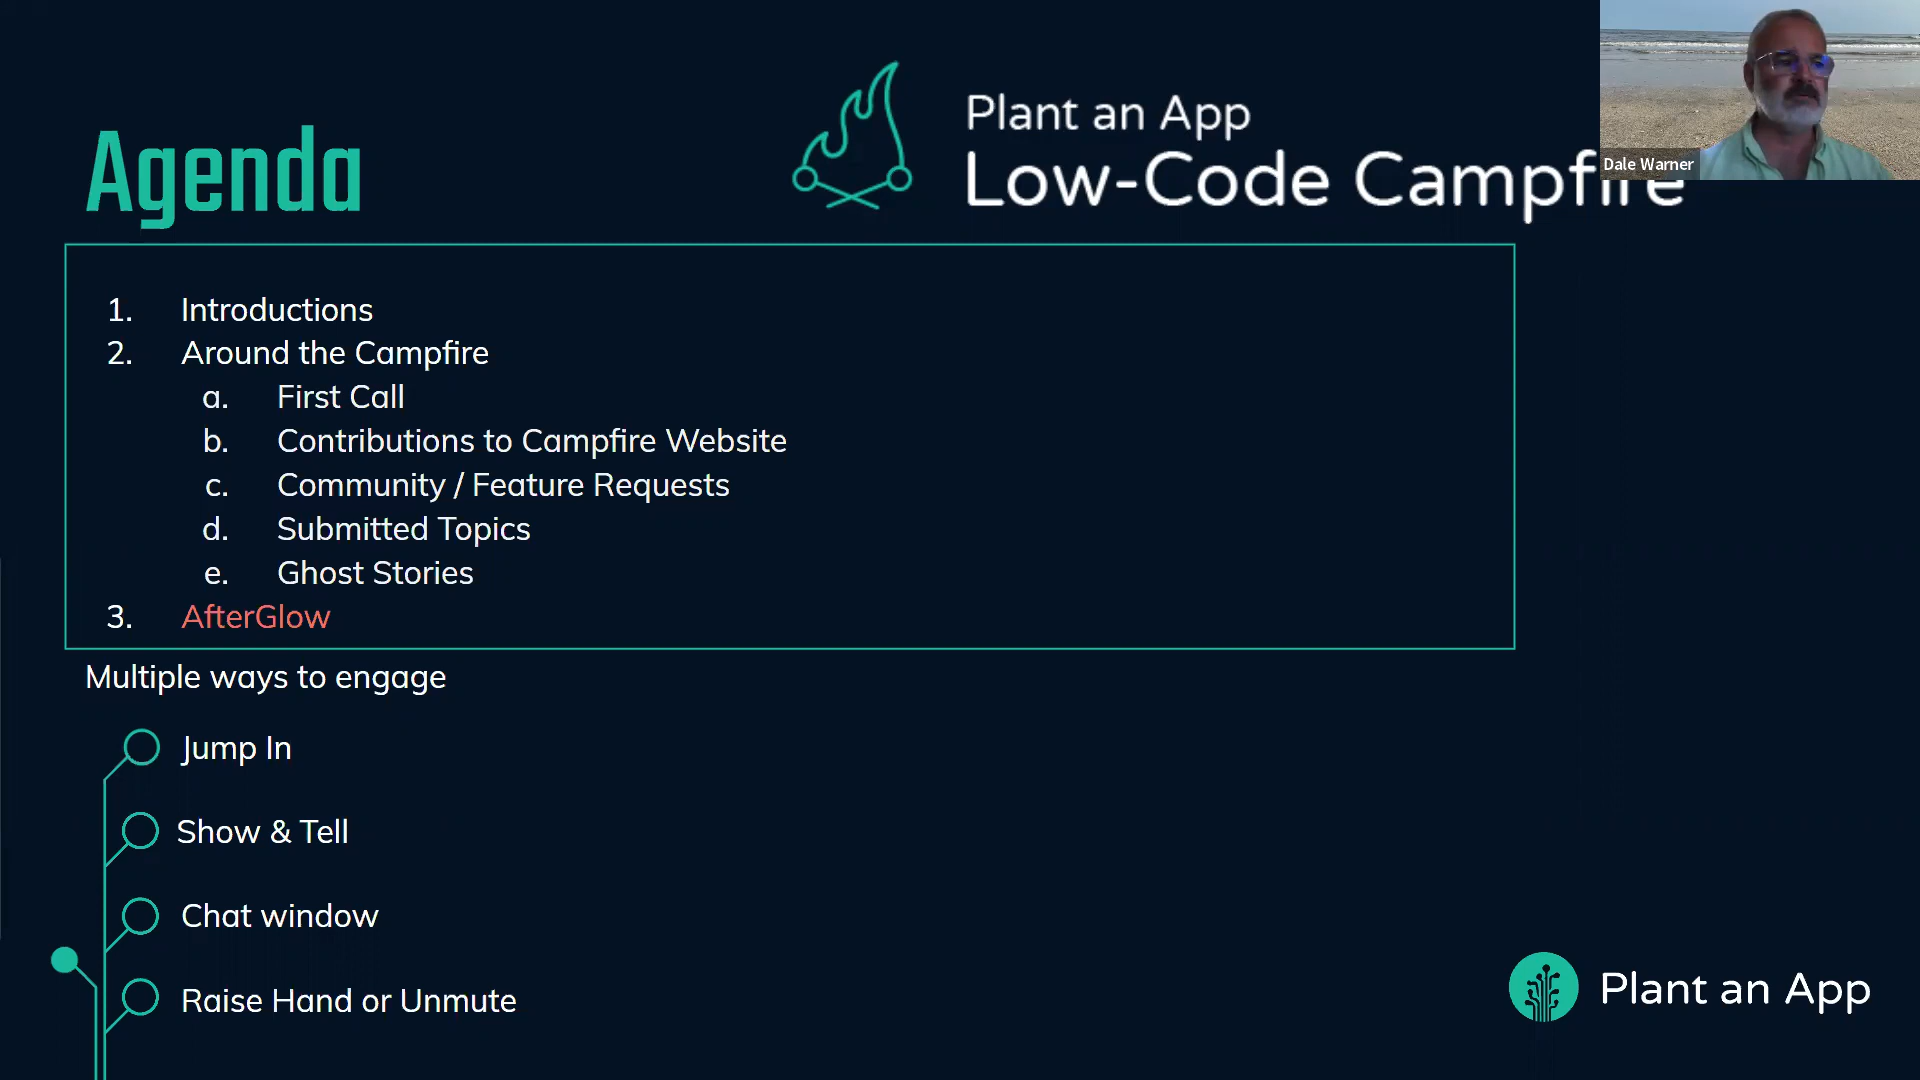 Agenda
Plant an App
Low-Code Campfire
Dale Warner
1. Introductions
2. Around the Campfire
a. First Call
b. Contributions to Campfire Website
c. Community / Feature Requests
d. Submitted Topics
e. Ghost Stories
3. AfterGlow
Multiple ways to engage
Jump In
Show & Tell
Chat window
Raise Hand or Unmute
Plant an App